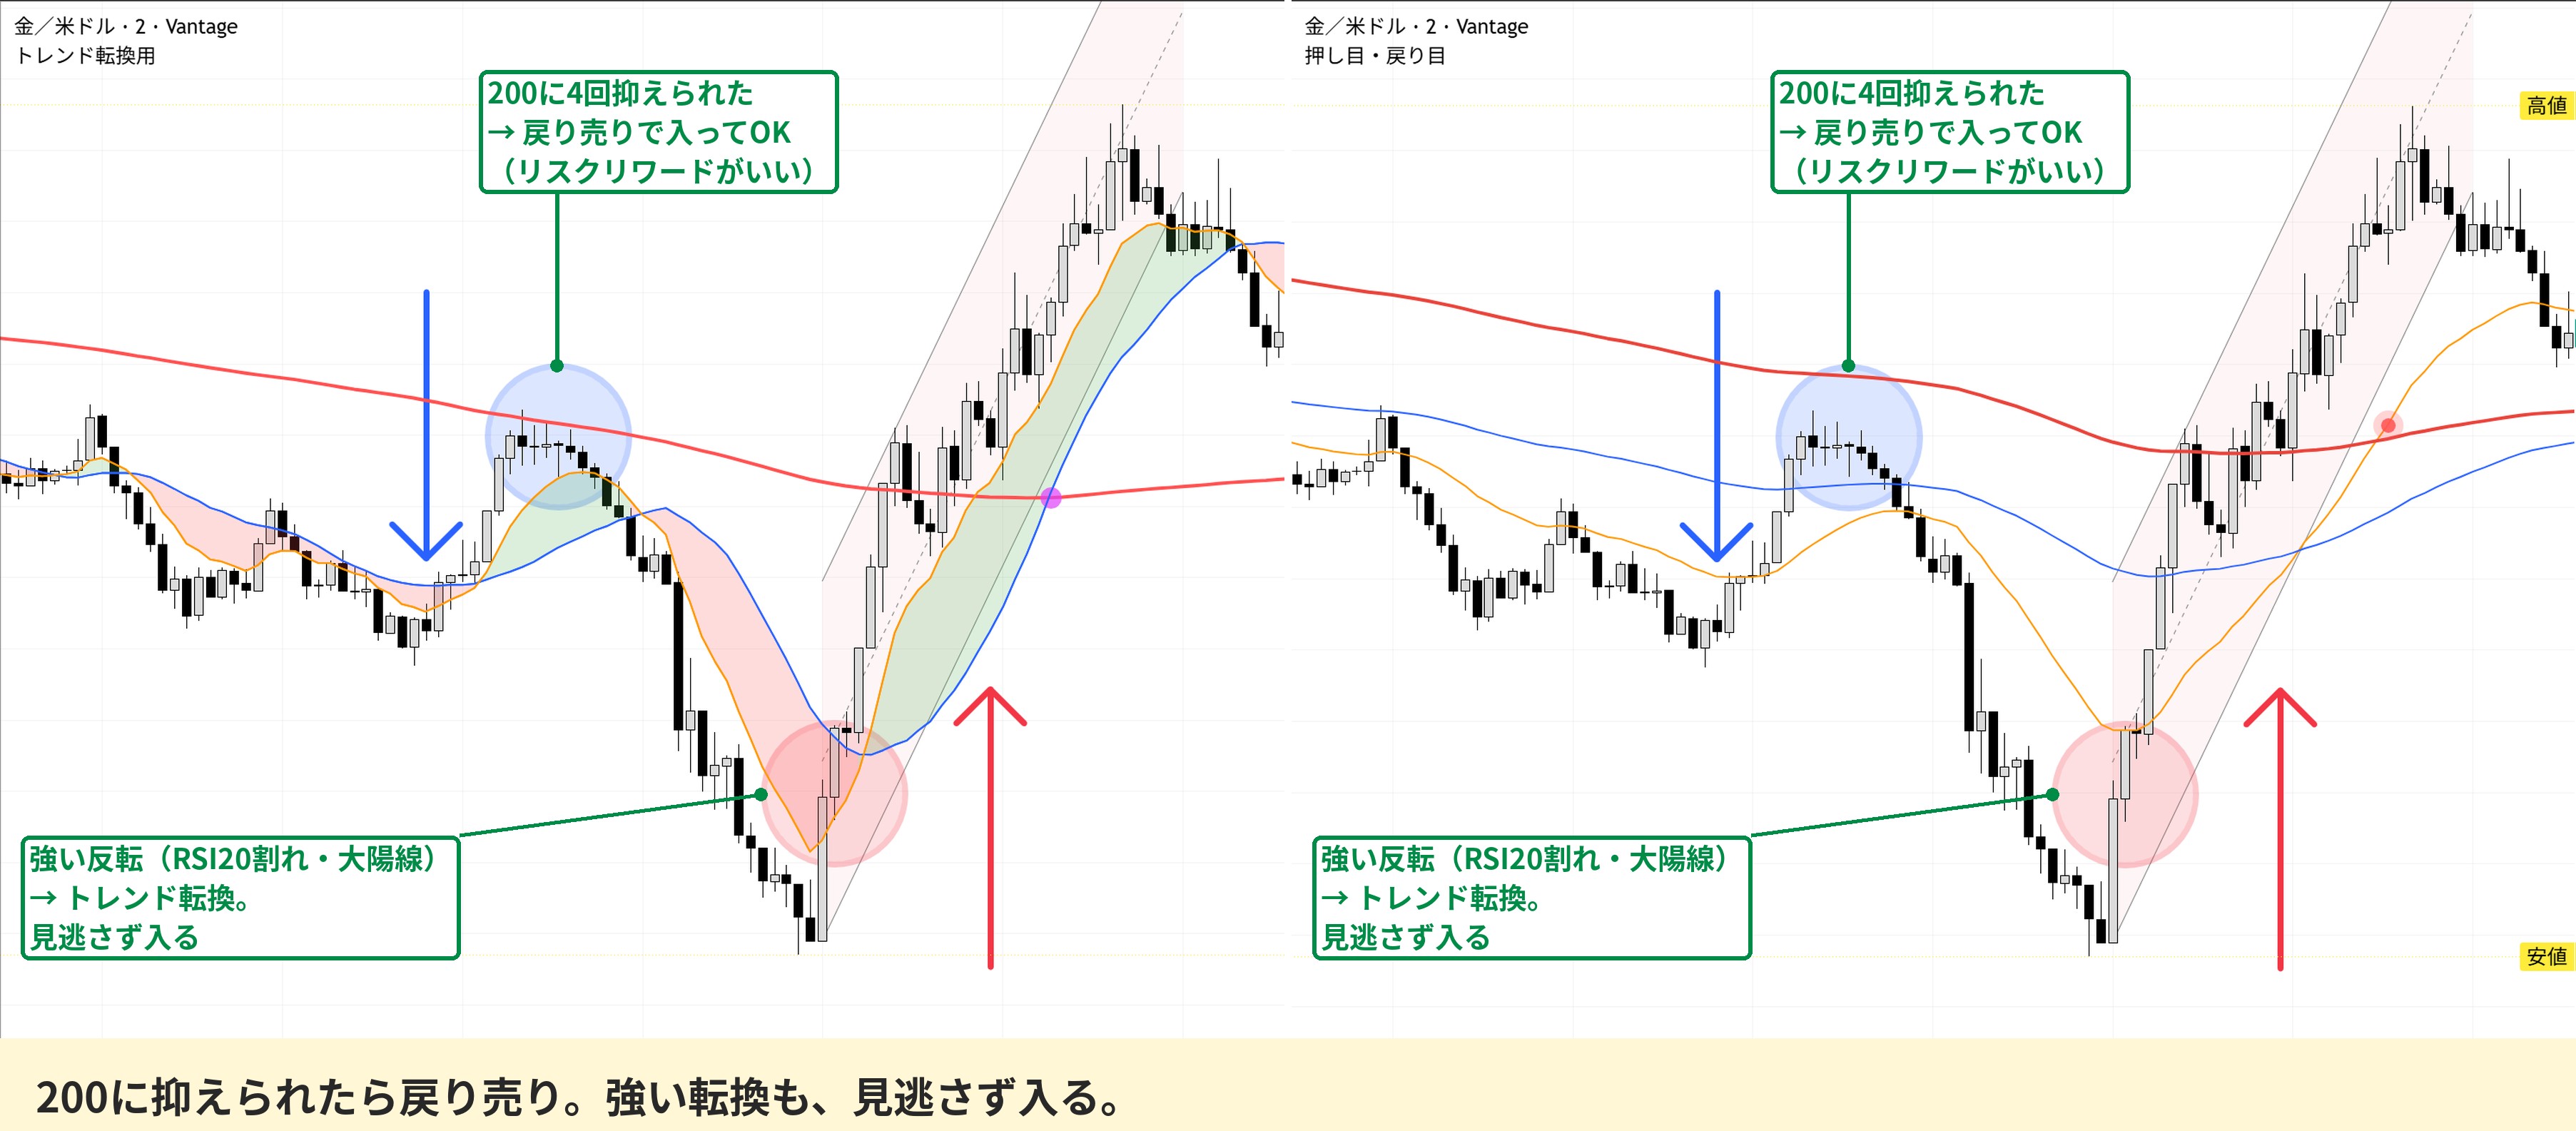 金／米ドル・2・Vantage
トレンド転換用
200に4回抑えられた
→ 戻り売りで入ってOK
（リスクリワードがいい）
強い反転（RSI20割れ・大陽線）
→ トレンド転換。
見逃さず入る
金／米ドル・2・Vantage
押し目・戻り目
200に4回抑えられた
→ 戻り売りで入ってOK
（リスクリワードがいい）
高値
強い反転（RSI20割れ・大陽線）
→ トレンド転換。
見逃さず入る
安値
200に抑えられたら戻り売り。強い転換も、見逃さず入る。